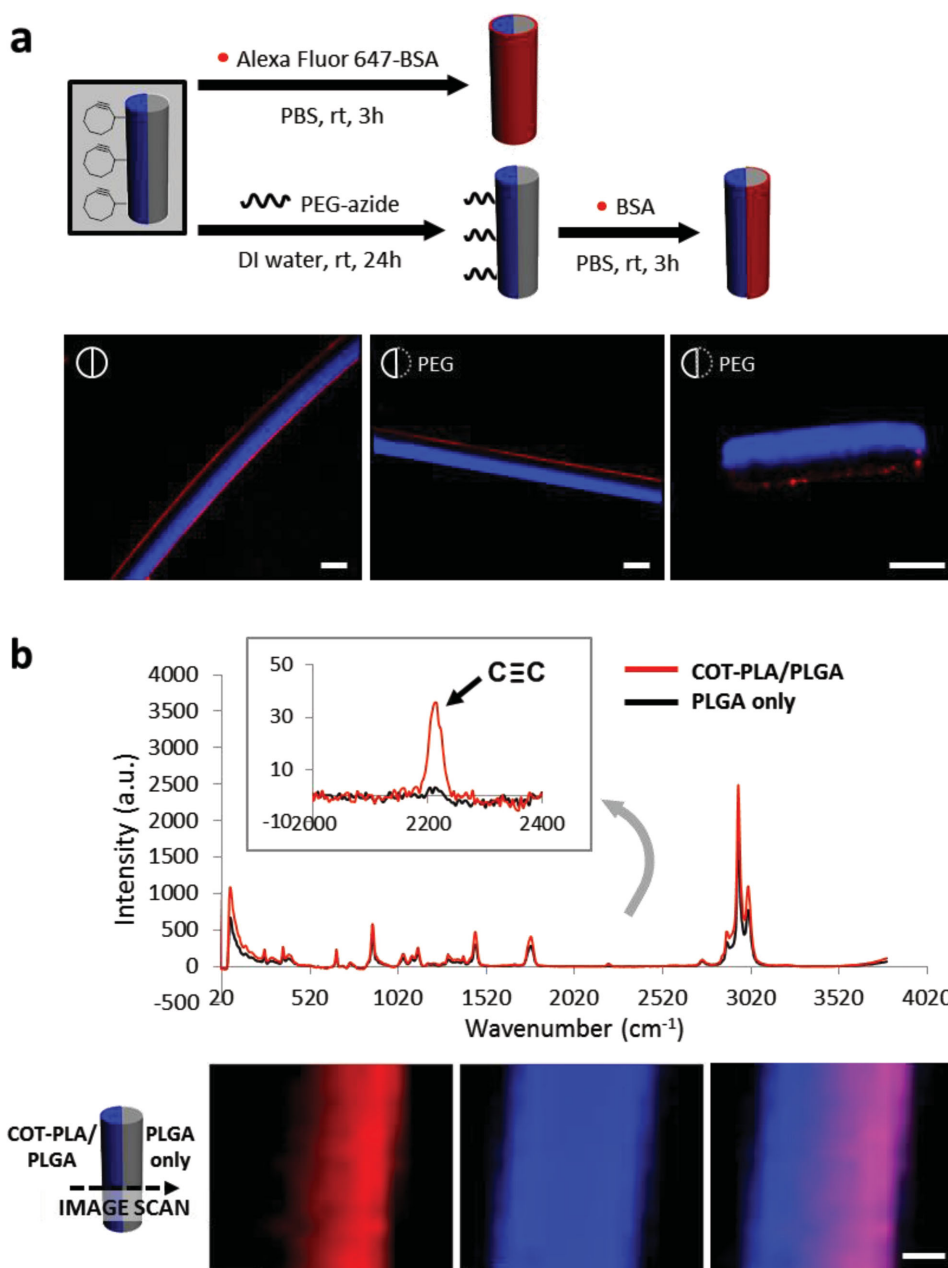 a
Alexa Fluor 647-BSA
PBS, rt, 3h
PEG-azide
DI water, rt, 24h
BSA
PBS, rt, 3h
PEG
PEG
b
C≡C
COT-PLA/PLGA
PLGA only
50
30
10
-10
2000
2200
2400
Intensity (a.u.)
4000
3500
3000
2500
2000
1500
1000
500
0
-500
20
520
1020
1520
2020
2520
3020
3520
4020
Wavenumber (cm⁻¹)
COT-PLA/
PLGA
PLGA
only
IMAGE SCAN